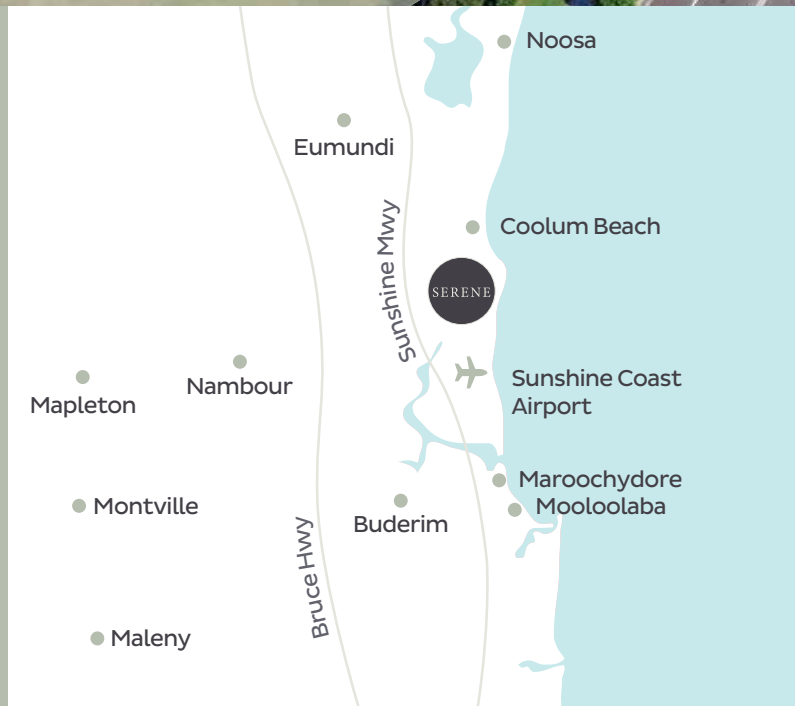 Noosa
Eumundi
Coolum Beach
Sunshine Mwy
SERENE
Sunshine Coast
Airport
Nambour
Mapleton
Maroochydore
Mooloolaba
Montville
Buderim
Bruce Hwy
Maleny